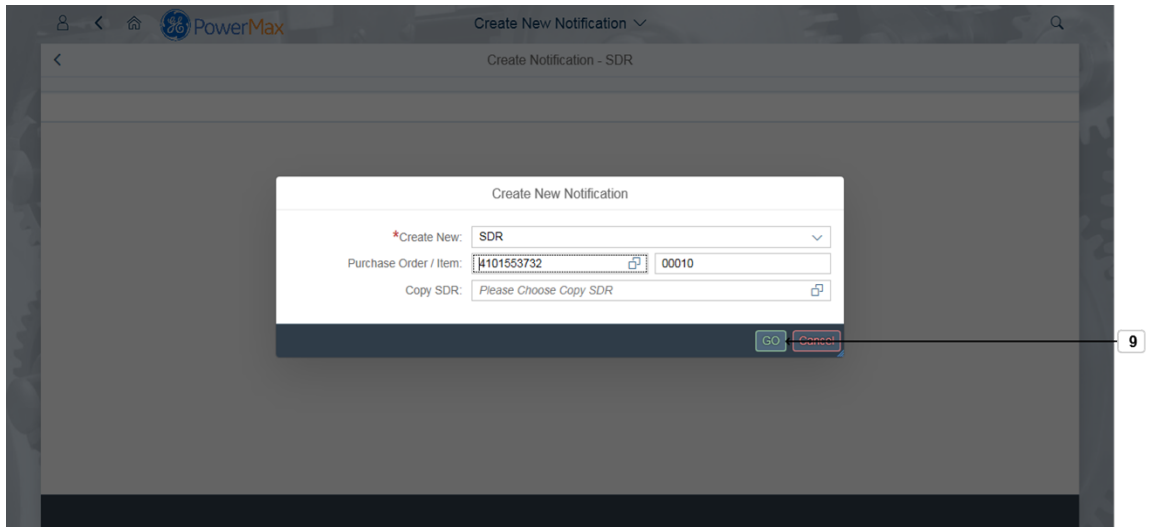 PowerMax Create New Notification
Create Notification - SDR
Create New Notification
*Create New: SDR
Purchase Order / Item: 4101553732 00010
Copy SDR: Please Choose Copy SDR
GO Cancel 9